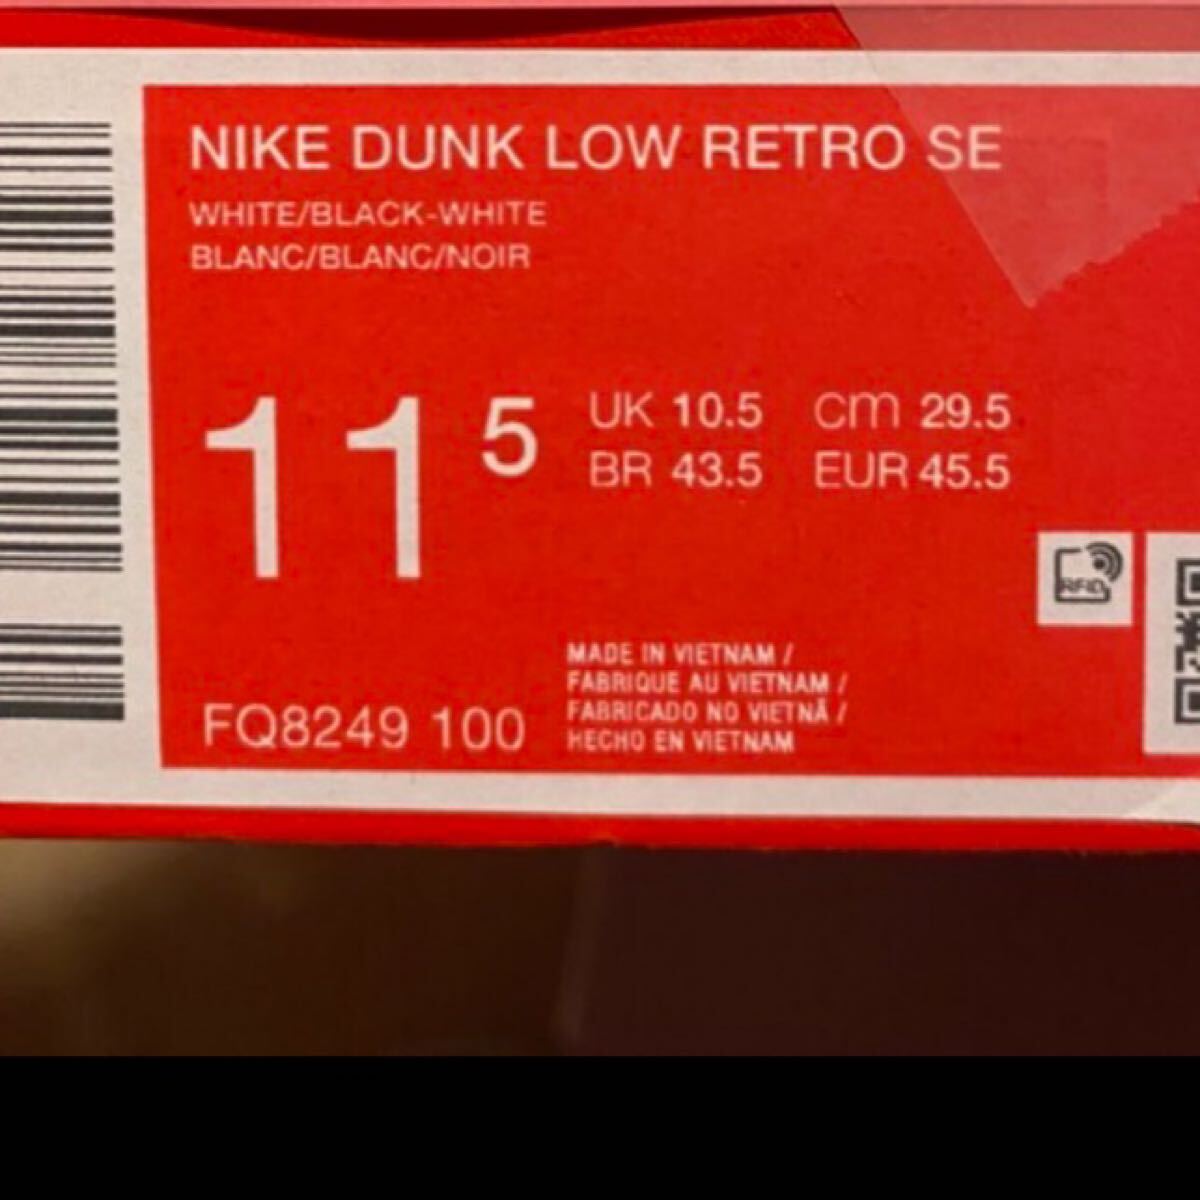 NIKE DUNK LOW RETRO SE
WHITE/BLACK-WHITE
BLANC/BLANC/NOIR
11 5
UK 10.5 CM 29.5
BR 43.5 EUR 45.5
RFID
MADE IN VIETNAM /
FABRIQUE AU VIETNAM /
FABRICADO NO VIETNÃ /
HECHO EN VIETNAM
FQ8249 100